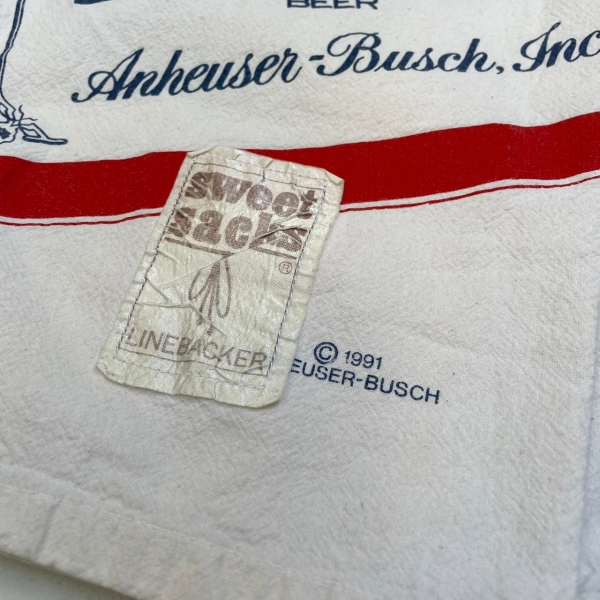 BEER
Anheuser-Busch, Inc
sweet
sacks
®
LINEBACKER
© 1991
EUSER-BUSCH